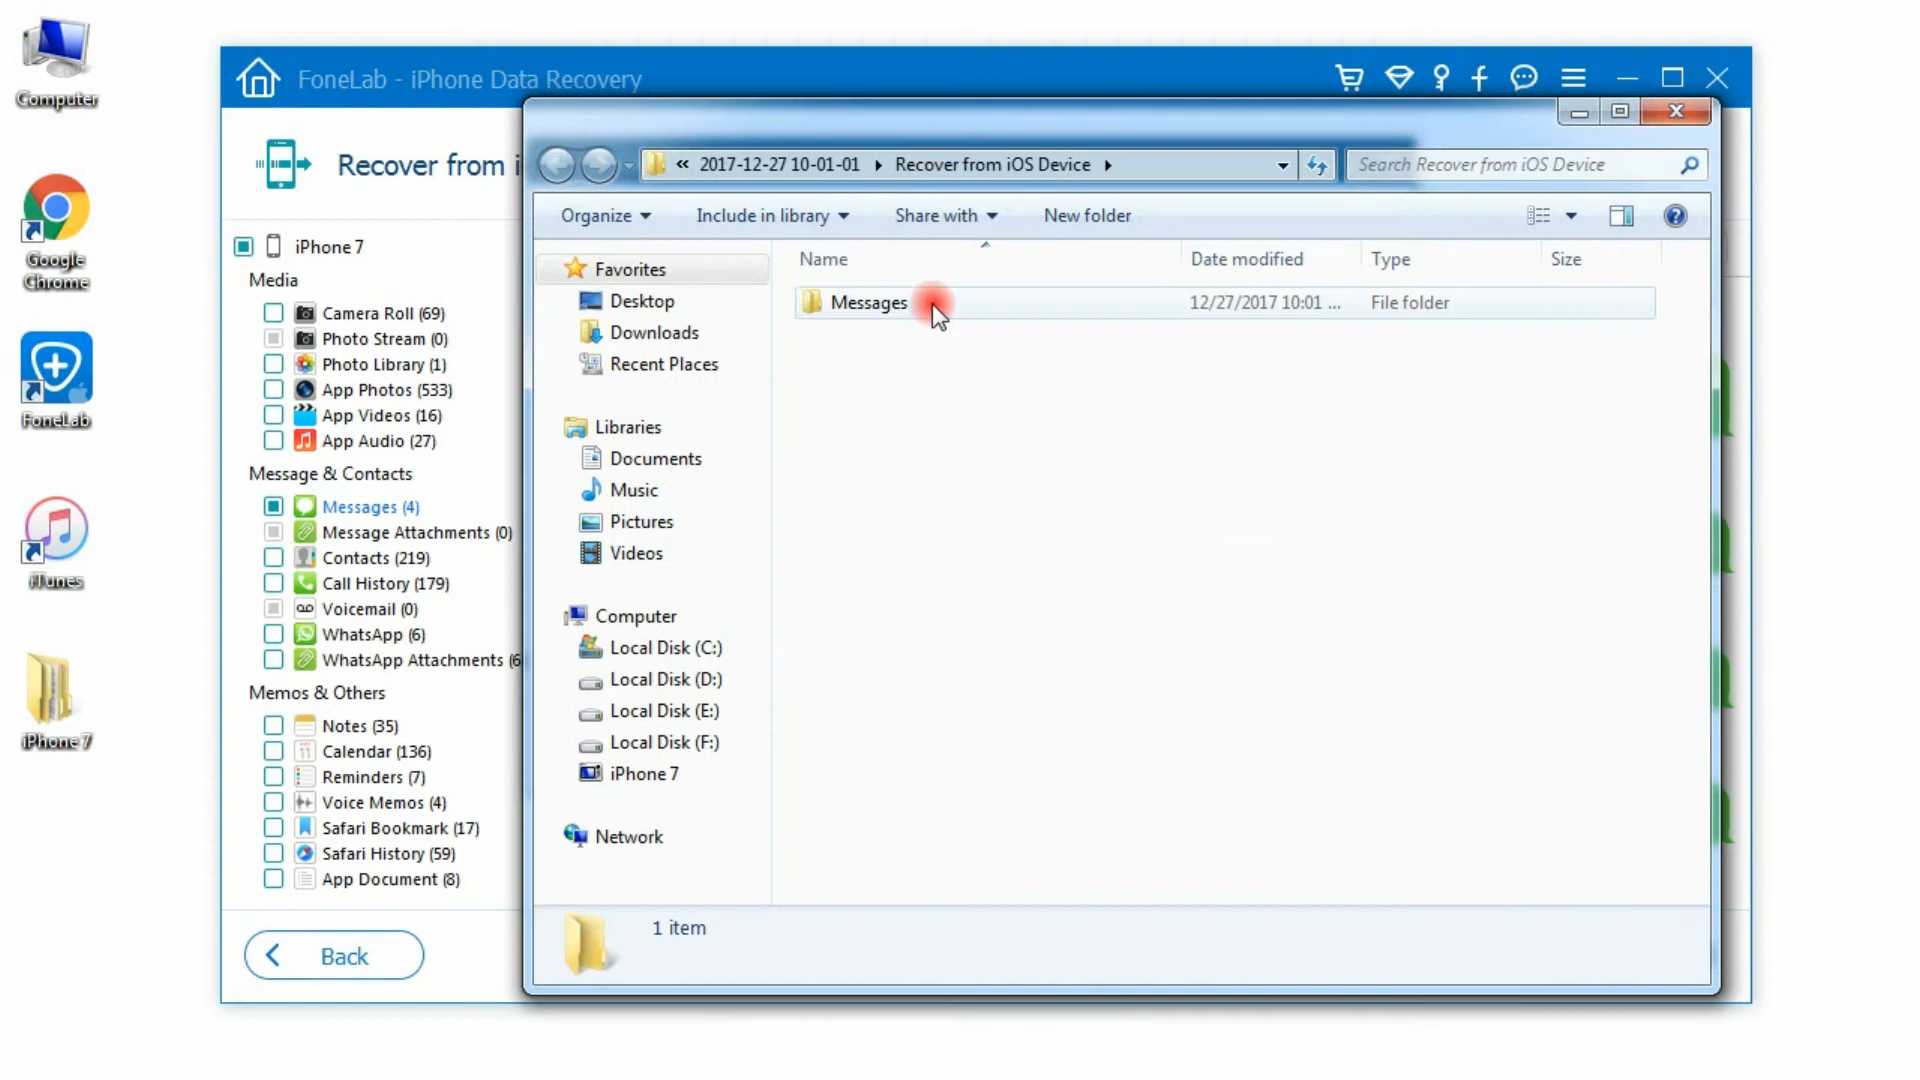 Computer
Google
Chrome
FoneLab
iTunes
iPhone 7
FoneLab - iPhone Data Recovery
Recover from i
iPhone 7
Media
Camera Roll (69)
Photo Stream (0)
Photo Library (1)
App Photos (533)
App Videos (16)
App Audio (27)
Message & Contacts
Messages (4)
Message Attachments (0)
Contacts (219)
Call History (179)
Voicemail (0)
WhatsApp (6)
WhatsApp Attachments (6
Memos & Others
Notes (35)
Calendar (136)
Reminders (7)
Voice Memos (4)
Safari Bookmark (17)
Safari History (59)
App Document (8)
Back
« 2017-12-27 10-01-01 ▸ Recover from iOS Device ▸
Search Recover from iOS Device
Organize Include in library Share with New folder
Name Date modified Type Size
Messages 12/27/2017 10:01 ... File folder
Favorites
Desktop
Downloads
Recent Places
Libraries
Documents
Music
Pictures
Videos
Computer
Local Disk (C:)
Local Disk (D:)
Local Disk (E:)
Local Disk (F:)
iPhone 7
Network
1 item